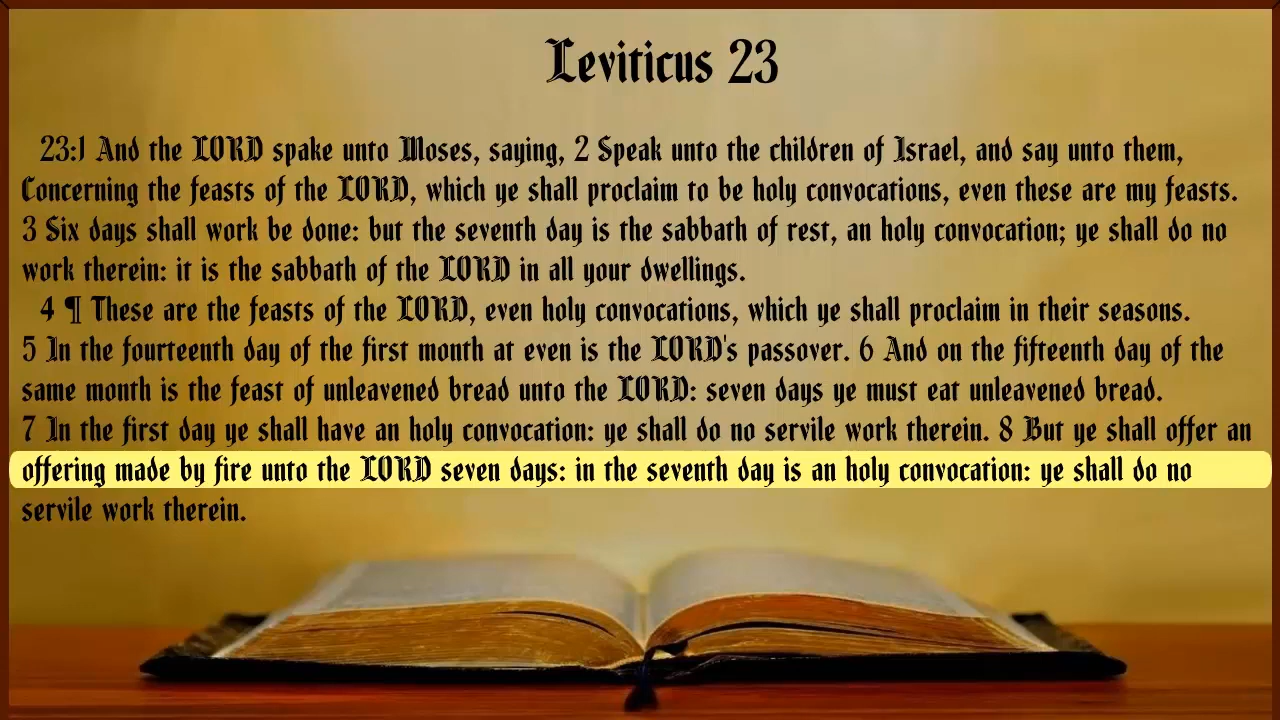 Leviticus 23
23:1 And the LORD spake unto Moses, saying, 2 Speak unto the children of Israel, and say unto them,
Concerning the feasts of the LORD, which ye shall proclaim to be holy convocations, even these are my feasts.
3 Six days shall work be done: but the seventh day is the sabbath of rest, an holy convocation; ye shall do no
work therein: it is the sabbath of the LORD in all your dwellings.
4 ¶ These are the feasts of the LORD, even holy convocations, which ye shall proclaim in their seasons.
5 In the fourteenth day of the first month at even is the LORD's passover. 6 And on the fifteenth day of the
same month is the feast of unleavened bread unto the LORD: seven days ye must eat unleavened bread.
7 In the first day ye shall have an holy convocation: ye shall do no servile work therein. 8 But ye shall offer an
offering made by fire unto the LORD seven days: in the seventh day is an holy convocation: ye shall do no
servile work therein.